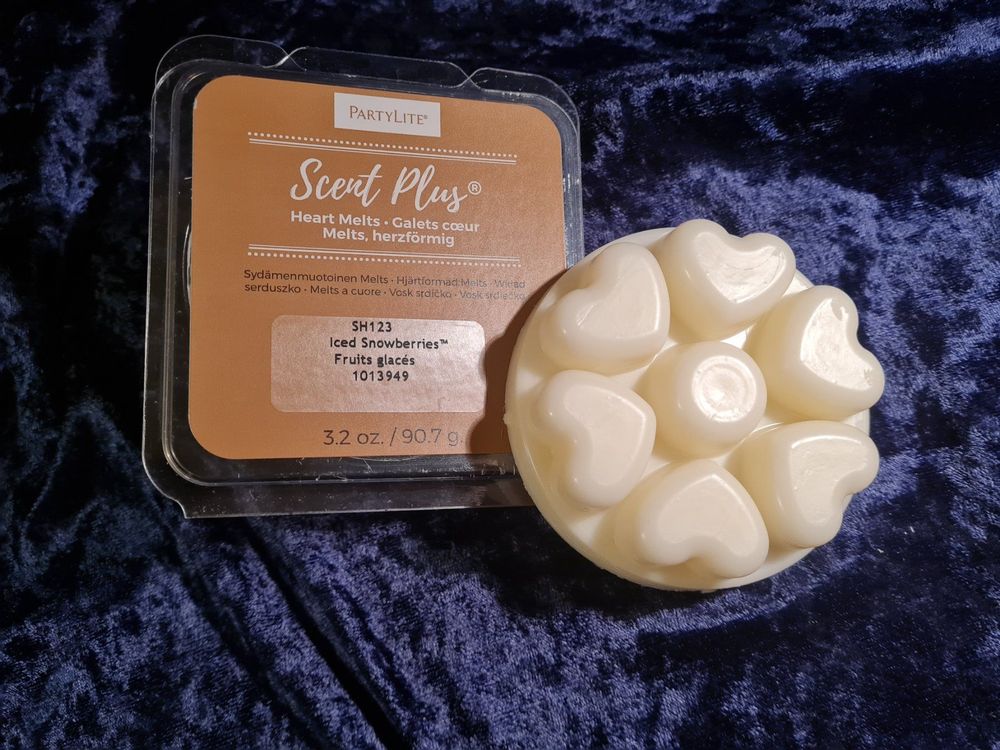 PARTYLITE®
Scent Plus®
Heart Melts • Galets cœur
Melts, herzförmig
Sydämenmuotoinen Melts • Hjärtformad Melts • Wkład
serduszko • Melts a cuore • Vosk srdíčko • Vosk srdiečko
SH123
Iced Snowberries™
Fruits glacés
1013949
3.2 oz. / 90.7 g.